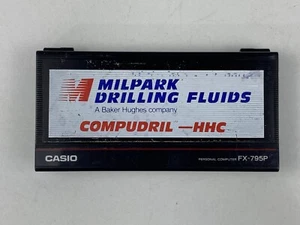 MILPARK
DRILLING FLUIDS
A Baker Hughes company
COMPUDRIL —HHC
CASIO
PERSONAL COMPUTER FX-795P